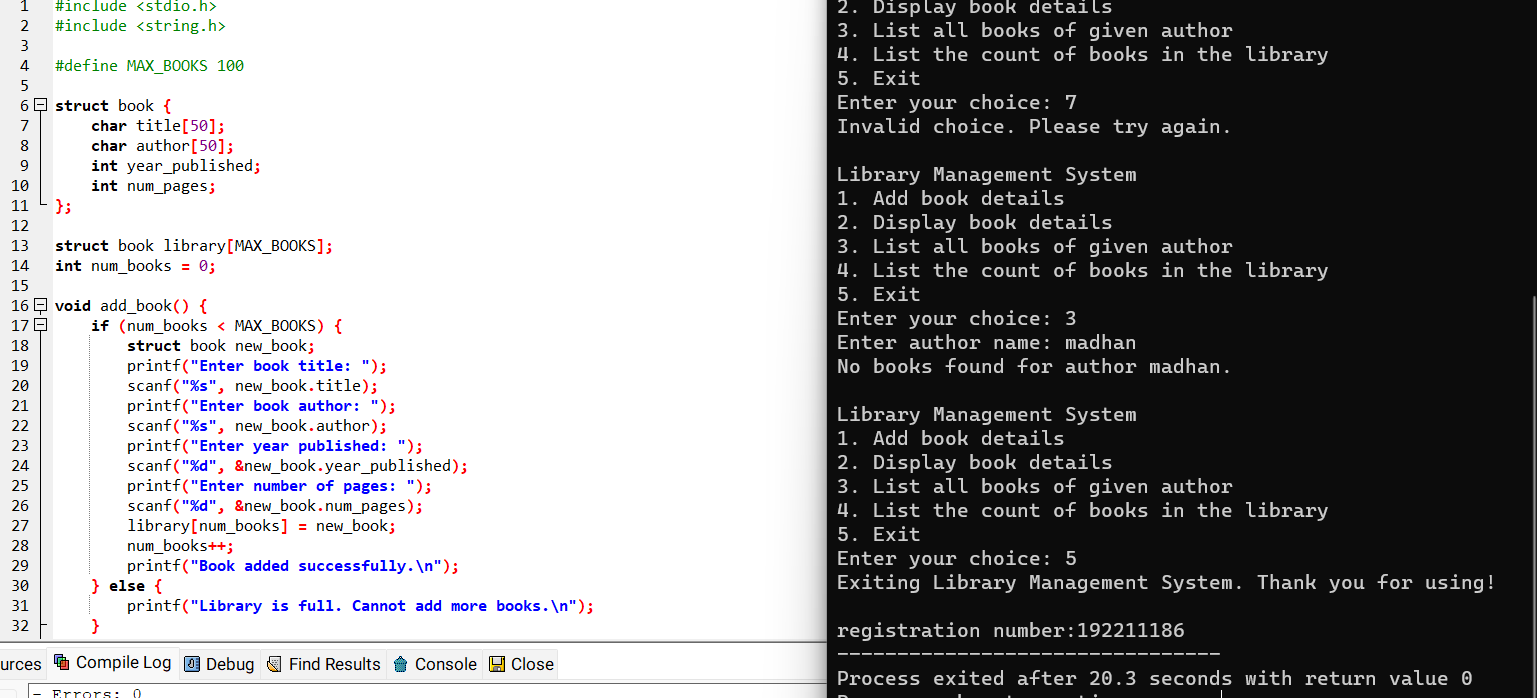 1 #include <stdio.h>
2 #include <string.h>
3
4 #define MAX_BOOKS 100
5
6 struct book {
7 char title[50];
8 char author[50];
9 int year_published;
10 int num_pages;
11 };
12
13 struct book library[MAX_BOOKS];
14 int num_books = 0;
15
16 void add_book() {
17 if (num_books < MAX_BOOKS) {
18 struct book new_book;
19 printf("Enter book title: ");
20 scanf("%s", new_book.title);
21 printf("Enter book author: ");
22 scanf("%s", new_book.author);
23 printf("Enter year published: ");
24 scanf("%d", &new_book.year_published);
25 printf("Enter number of pages: ");
26 scanf("%d", &new_book.num_pages);
27 library[num_books] = new_book;
28 num_books++;
29 printf("Book added successfully.\n");
30 } else {
31 printf("Library is full. Cannot add more books.\n");
32 }
urces Compile Log Debug Find Results Console Close
- Errors: 0
2. Display book details
3. List all books of given author
4. List the count of books in the library
5. Exit
Enter your choice: 7
Invalid choice. Please try again.

Library Management System
1. Add book details
2. Display book details
3. List all books of given author
4. List the count of books in the library
5. Exit
Enter your choice: 3
Enter author name: madhan
No books found for author madhan.

Library Management System
1. Add book details
2. Display book details
3. List all books of given author
4. List the count of books in the library
5. Exit
Enter your choice: 5
Exiting Library Management System. Thank you for using!

registration number:192211186
--------------------------------
Process exited after 20.3 seconds with return value 0